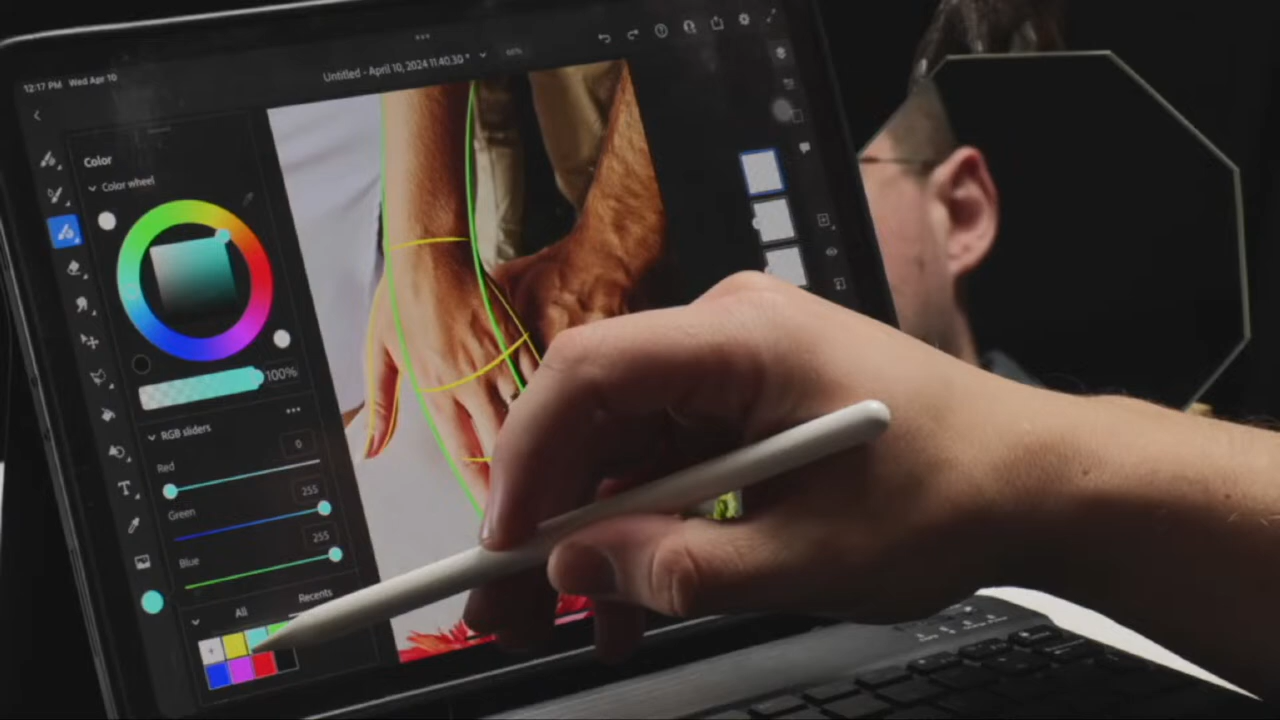 12:17 PM Wed Apr 10
Untitled - April 10, 2024 11.40.30 *
Color
Color wheel
100%
RGB sliders
Red
0
Green
255
Blue
255
All
Recents
T